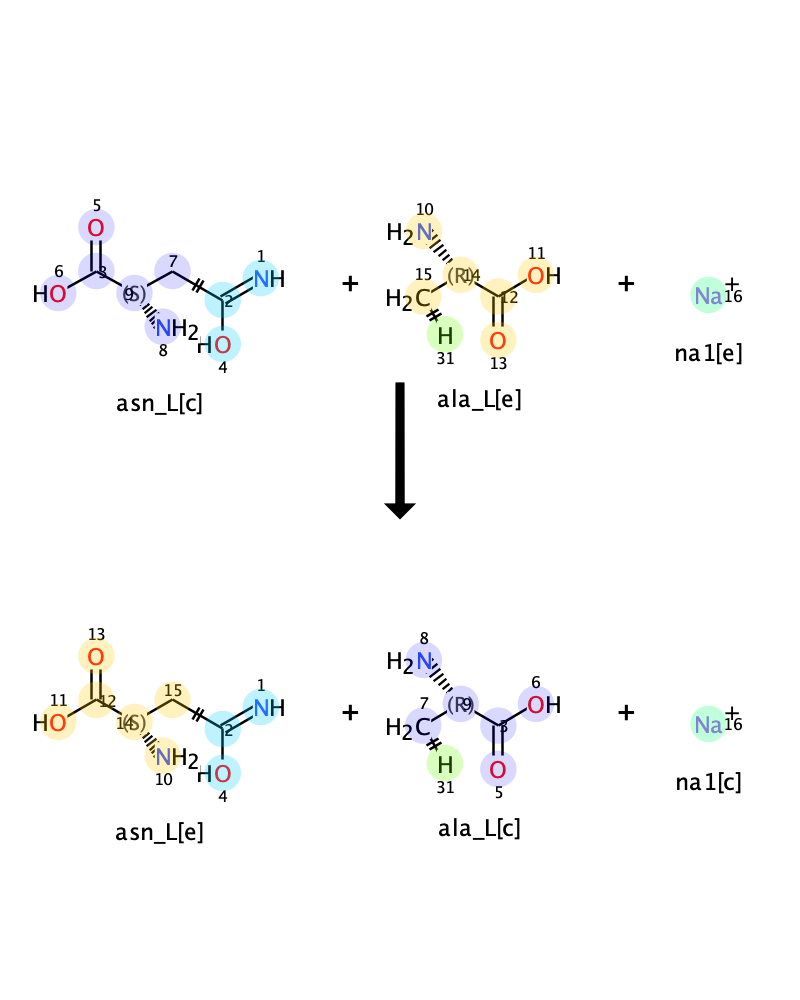 5 10
O H2N
6 3 7 1 15 (R) 14 11
HO (S) 9 2 NH + H2C 12 OH + Na+ 16
NH2 HO H O
8 4 31 13 na1[e]
asn_L[c] ala_L[e]
13 8
O H2N
11 12 15 1 7 (R) 9 6
HO 14 (S) 2 NH + H2C 3 OH + Na+ 16
NH2 HO H O
10 4 31 5 na1[c]
asn_L[e] ala_L[c]